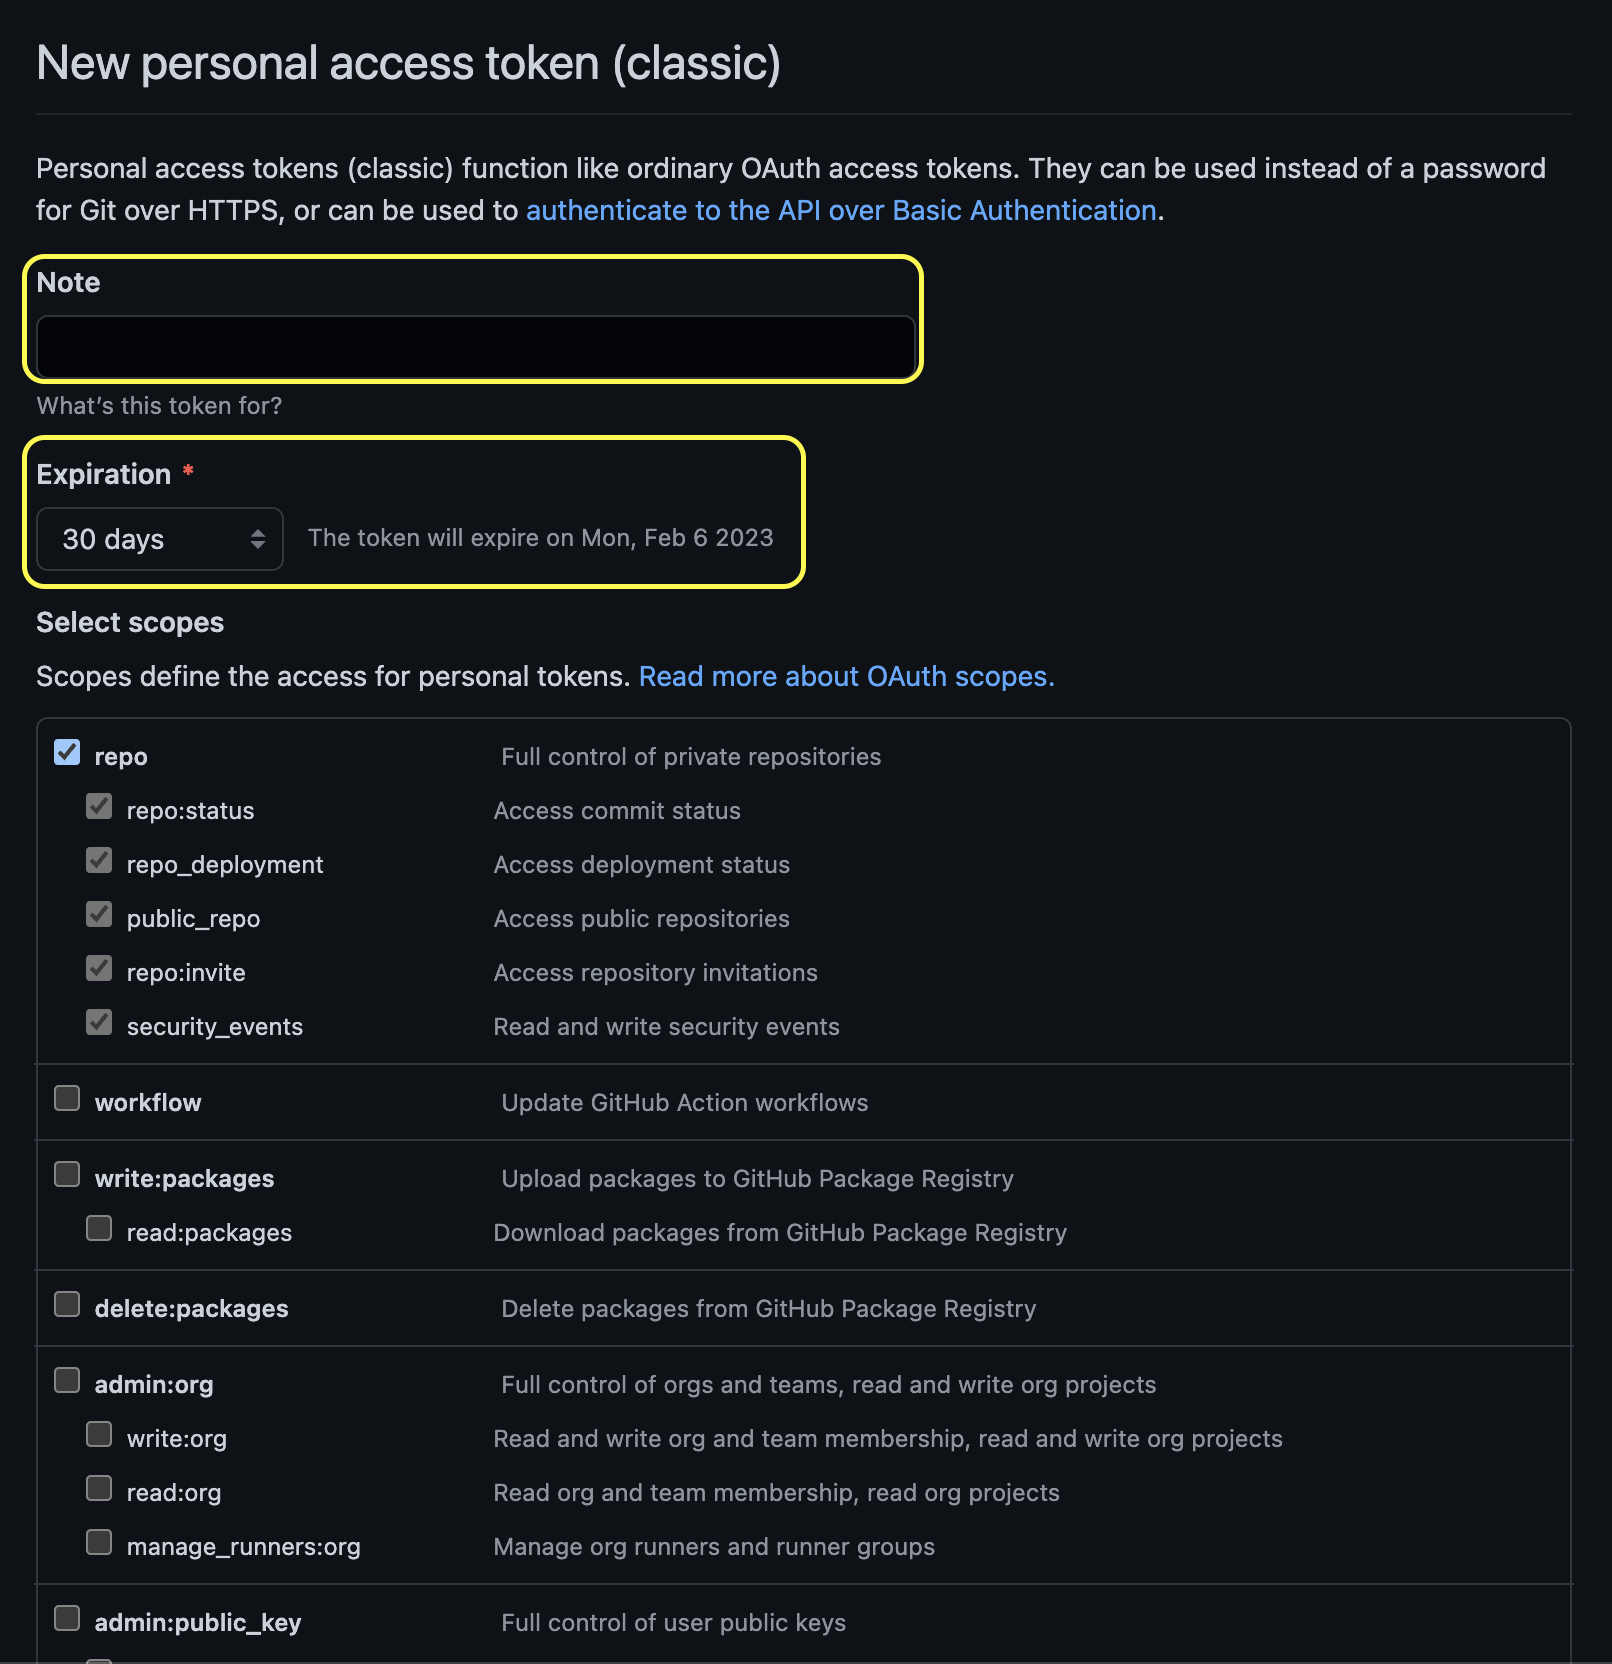 New personal access token (classic)
Personal access tokens (classic) function like ordinary OAuth access tokens. They can be used instead of a password
for Git over HTTPS, or can be used to authenticate to the API over Basic Authentication.
Note
What's this token for?
Expiration *
30 days The token will expire on Mon, Feb 6 2023
Select scopes
Scopes define the access for personal tokens. Read more about OAuth scopes.
repo Full control of private repositories
repo:status Access commit status
repo_deployment Access deployment status
public_repo Access public repositories
repo:invite Access repository invitations
security_events Read and write security events
workflow Update GitHub Action workflows
write:packages Upload packages to GitHub Package Registry
read:packages Download packages from GitHub Package Registry
delete:packages Delete packages from GitHub Package Registry
admin:org Full control of orgs and teams, read and write org projects
write:org Read and write org and team membership, read and write org projects
read:org Read org and team membership, read org projects
manage_runners:org Manage org runners and runner groups
admin:public_key Full control of user public keys